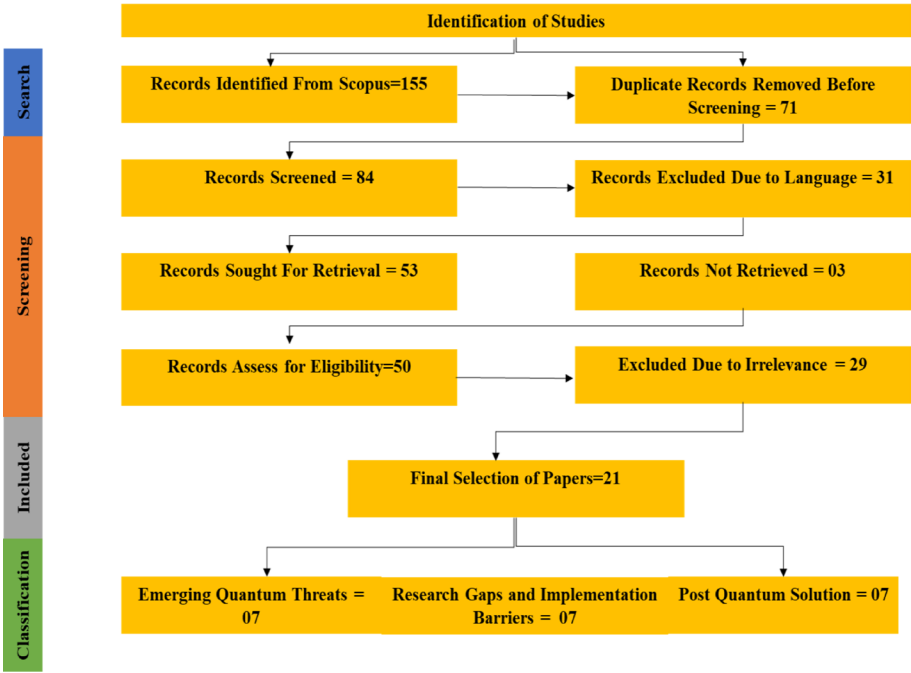 Identification of Studies
Search
Records Identified From Scopus=155
Duplicate Records Removed Before
Screening = 71
Screening
Records Screened = 84
Records Excluded Due to Language = 31
Records Sought For Retrieval = 53
Records Not Retrieved = 03
Records Assess for Eligibility=50
Excluded Due to Irrelevance = 29
Included
Final Selection of Papers=21
Classification
Emerging Quantum Threats =
07
Research Gaps and Implementation
Barriers = 07
Post Quantum Solution = 07